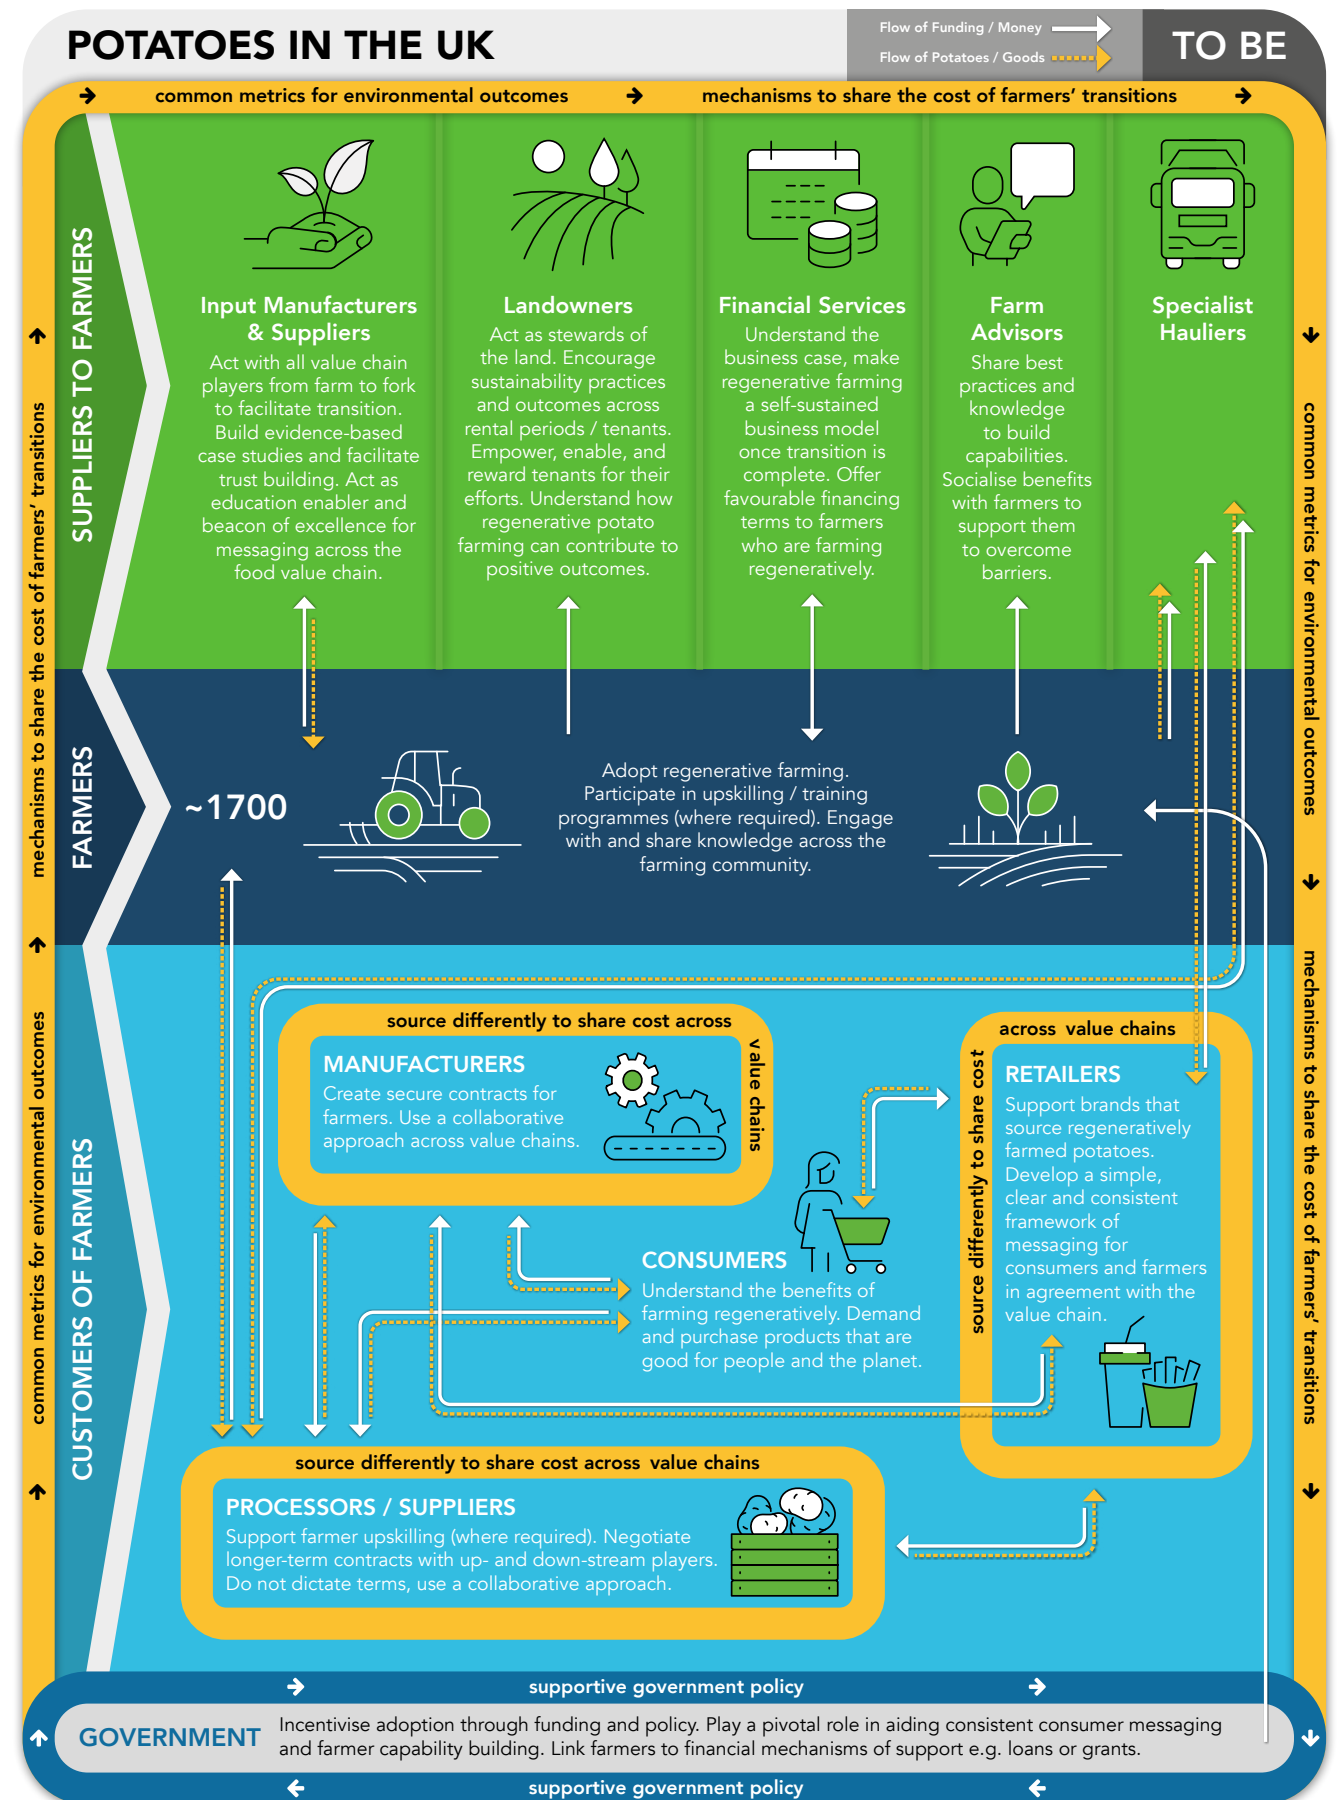 POTATOES IN THE UK
Flow of Funding / Money
Flow of Potatoes / Goods
TO BE
common metrics for environmental outcomes
mechanisms to share the cost of farmers' transitions
SUPPLIERS TO FARMERS
Input Manufacturers
& Suppliers
Act with all value chain
players from farm to fork
to facilitate transition.
Build evidence-based
case studies and facilitate
trust building. Act as
education enabler and
beacon of excellence for
messaging across the
food value chain.
Landowners
Act as stewards of
the land. Encourage
sustainability practices
and outcomes across
rental periods / tenants.
Empower, enable, and
reward tenants for their
efforts. Understand how
regenerative potato
farming can contribute to
positive outcomes.
Financial Services
Understand the
business case, make
regenerative farming
a self-sustained
business model
once transition is
complete. Offer
favourable financing
terms to farmers
who are farming
regeneratively.
Farm
Advisors
Share best
practices and
knowledge
to build
capabilities.
Socialise benefits
with farmers to
support them
to overcome
barriers.
Specialist
Hauliers
mechanisms to share the cost of farmers' transitions
common metrics for environmental outcomes
FARMERS
~1700
Adopt regenerative farming.
Participate in upskilling / training
programmes (where required). Engage
with and share knowledge across the
farming community.
CUSTOMERS OF FARMERS
common metrics for environmental outcomes
mechanisms to share the cost of farmers' transitions
source differently to share cost across
value chains
MANUFACTURERS
Create secure contracts for
farmers. Use a collaborative
approach across value chains.
source differently to share cost
across value chains
RETAILERS
Support brands that
source regeneratively
farmed potatoes.
Develop a simple,
clear and consistent
framework of
messaging for
consumers and farmers
in agreement with the
value chain.
CONSUMERS
Understand the benefits of
farming regeneratively. Demand
and purchase products that are
good for people and the planet.
source differently to share cost across value chains
PROCESSORS / SUPPLIERS
Support farmer upskilling (where required). Negotiate
longer-term contracts with up- and down-stream players.
Do not dictate terms, use a collaborative approach.
supportive government policy
GOVERNMENT
Incentivise adoption through funding and policy. Play a pivotal role in aiding consistent consumer messaging
and farmer capability building. Link farmers to financial mechanisms of support e.g. loans or grants.
supportive government policy